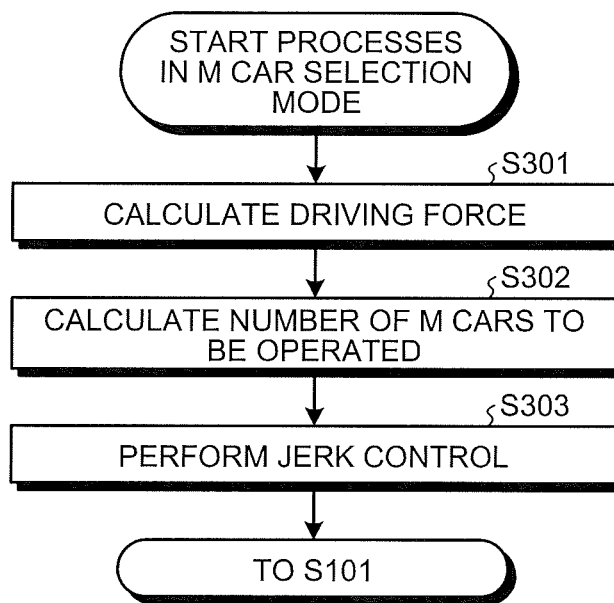 START PROCESSES
IN M CAR SELECTION
MODE
S301
CALCULATE DRIVING FORCE
S302
CALCULATE NUMBER OF M CARS TO
BE OPERATED
S303
PERFORM JERK CONTROL
TO S101